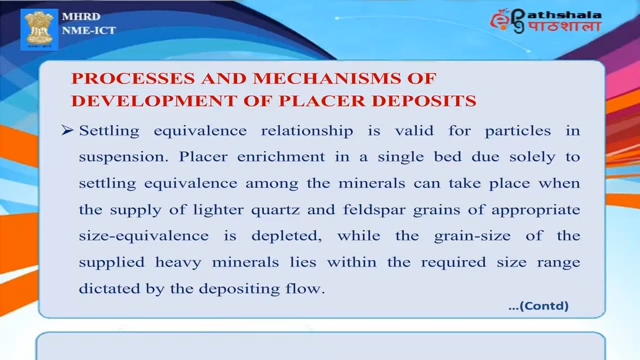 MHRD
NME-ICT
Pathshala
पाठशाला
PROCESSES AND MECHANISMS OF
DEVELOPMENT OF PLACER DEPOSITS
➢ Settling equivalence relationship is valid for particles in
suspension. Placer enrichment in a single bed due solely to
settling equivalence among the minerals can take place when
the supply of lighter quartz and feldspar grains of appropriate
size-equivalence is depleted, while the grain-size of the
supplied heavy minerals lies within the required size range
dictated by the depositing flow.
...(Contd)